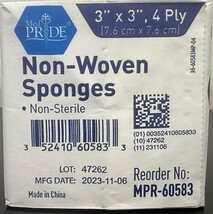 Med
PRIDE
3" x 3", 4 Ply
[7.6 cm x 7.6 cm]
Non-Woven
Sponges
• Non-Sterile
3 52410 60583 3
(01) 00352410605833
(10) 47262
(11) 231106
LOT: 47262
MFG DATE: 2023-11-06
Made in China
Reorder No:
MPR-60583